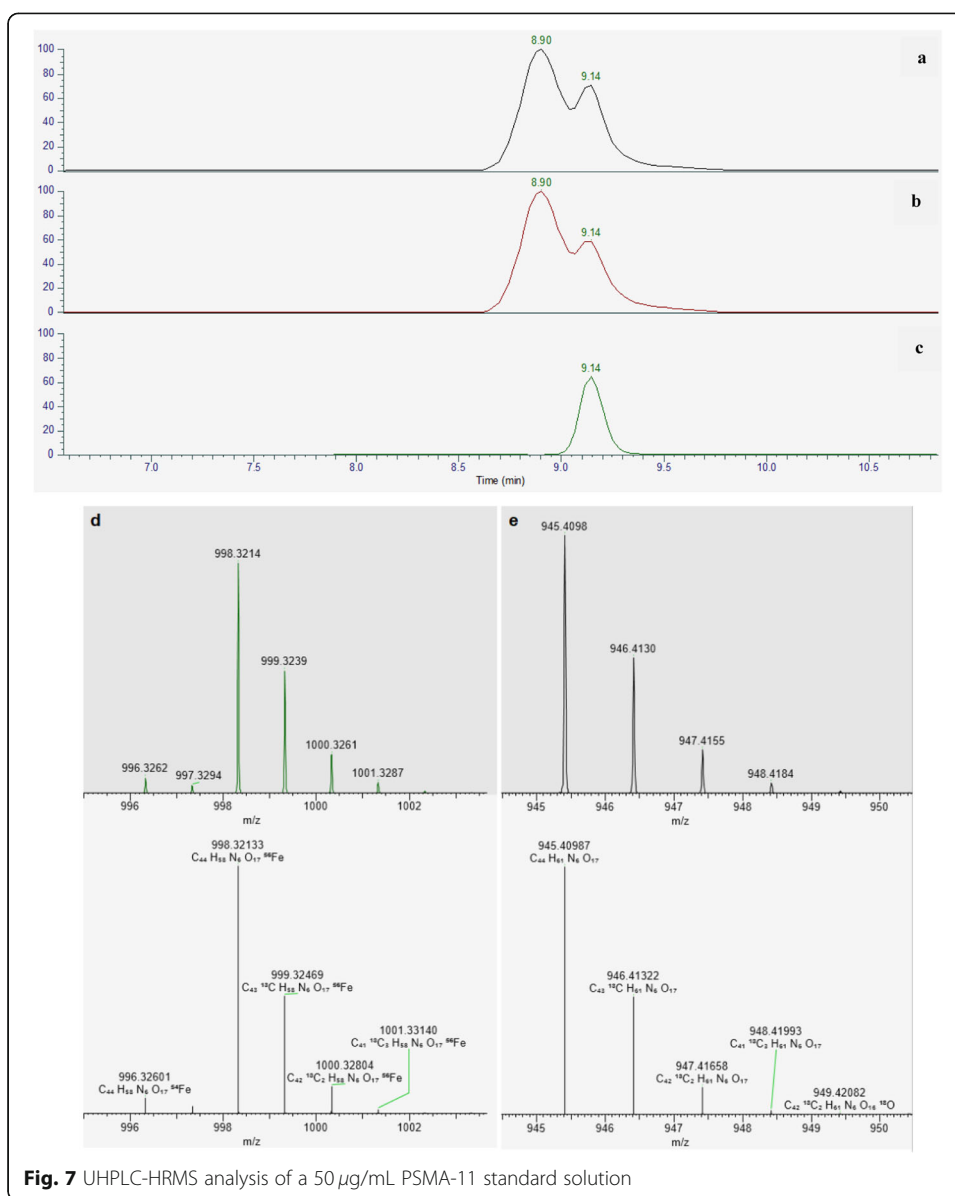 a
8.90
9.14
100
80
60
40
20
0
b
8.90
9.14
100
80
60
40
20
0
c
9.14
100
80
60
40
20
0
7.0 7.5 8.0 8.5 9.0 9.5 10.0 10.5
Time (min)
d
998.3214
999.3239
1000.3261
996.3262
997.3294
1001.3287
996 998 1000 1002
m/z
998.32133
C₄₄ H₅₈ N₆ O₁₇ ⁵⁶Fe
999.32469
C₄₃ ¹³C H₅₈ N₆ O₁₇ ⁵⁶Fe
1001.33140
C₄₁ ¹³C₃ H₅₈ N₆ O₁₇ ⁵⁶Fe
1000.32804
C₄₂ ¹³C₂ H₅₈ N₆ O₁₇ ⁵⁶Fe
996.32601
C₄₄ H₅₈ N₆ O₁₇ ⁵⁴Fe
996 998 1000 1002
m/z
e
945.4098
946.4130
947.4155
948.4184
945 946 947 948 949 950
m/z
945.40987
C₄₄ H₆₁ N₆ O₁₇
946.41322
C₄₃ ¹³C H₆₁ N₆ O₁₇
948.41993
C₄₁ ¹³C₃ H₆₁ N₆ O₁₇
947.41658
C₄₂ ¹³C₂ H₆₁ N₆ O₁₇
949.42082
C₄₂ ¹³C₂ H₆₁ N₆ O₁₆ ¹⁸O
945 946 947 948 949 950
m/z
Fig. 7 UHPLC-HRMS analysis of a 50 μg/mL PSMA-11 standard solution